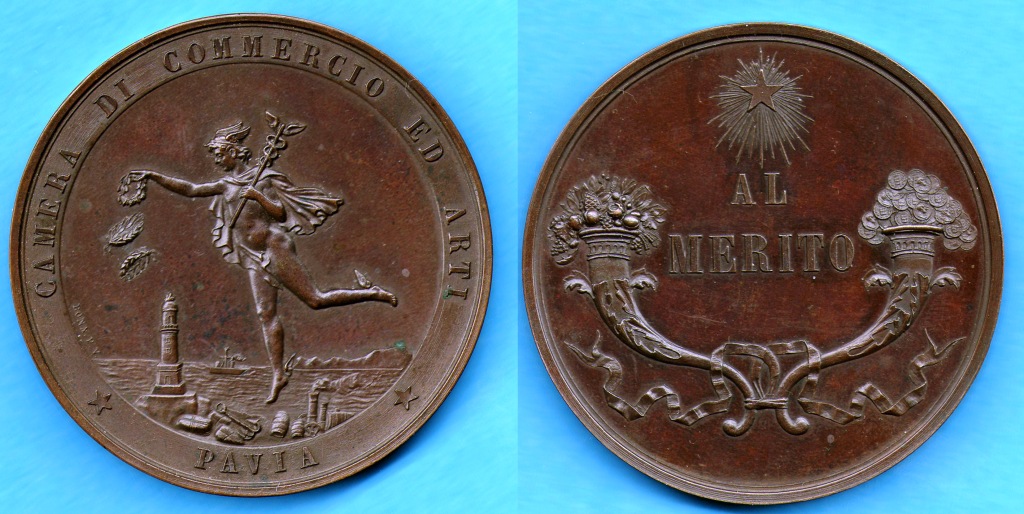 CAMERA DI COMMERCIO ED ARTI
PAVIA
AL
MERITO